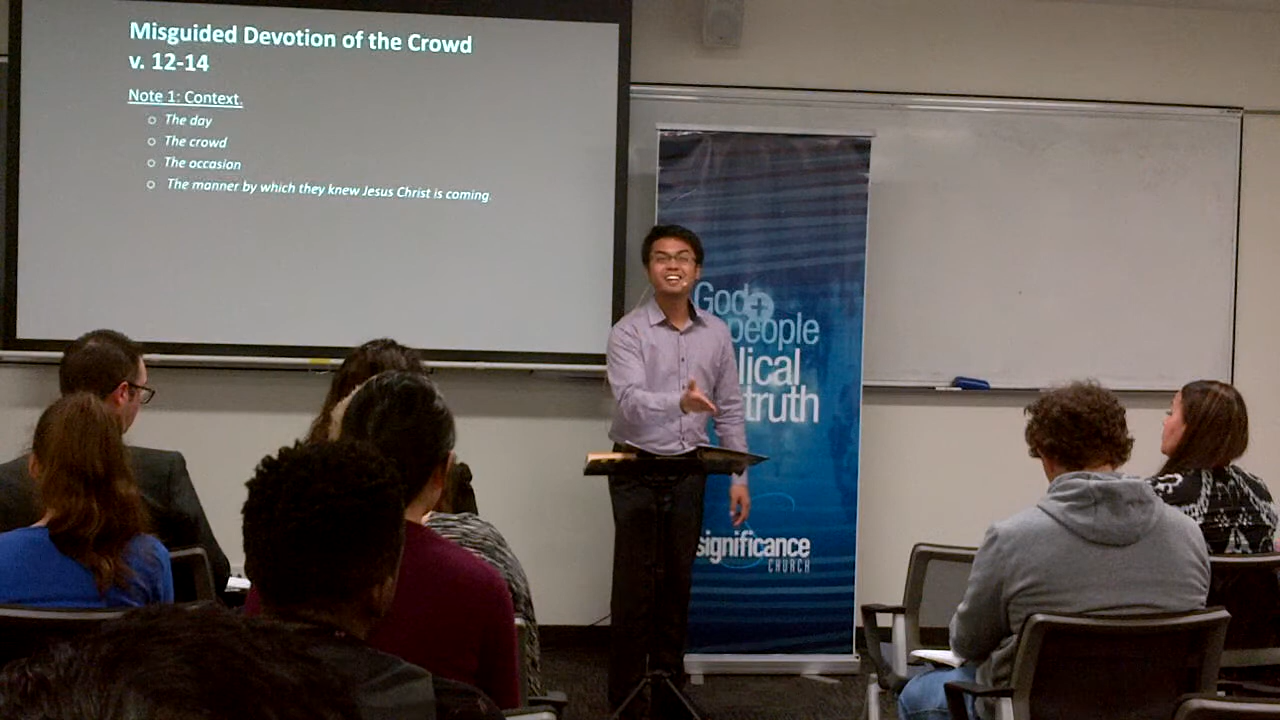 Misguided Devotion of the Crowd
v. 12-14
Note 1: Context.
The day
The crowd
The occasion
The manner by which they knew Jesus Christ is coming.
God+
people
lical
truth
significance
CHURCH